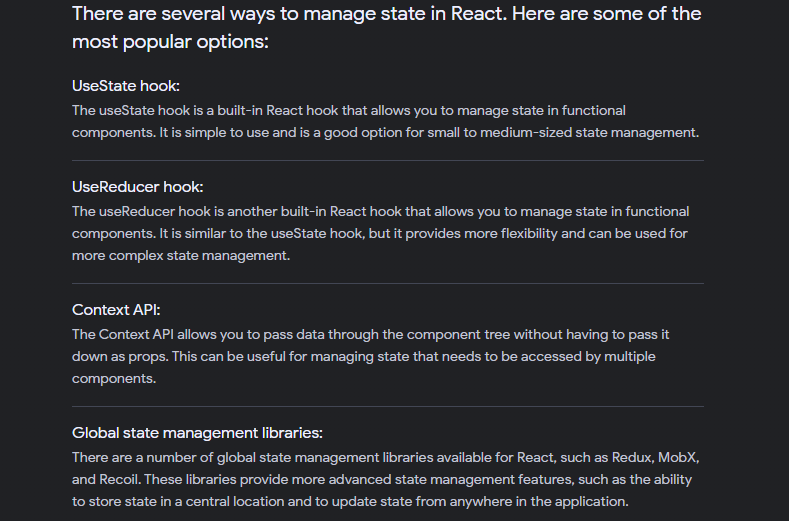 There are several ways to manage state in React. Here are some of the
most popular options:
UseState hook:
The useState hook is a built-in React hook that allows you to manage state in functional
components. It is simple to use and is a good option for small to medium-sized state management.
UseReducer hook:
The useReducer hook is another built-in React hook that allows you to manage state in functional
components. It is similar to the useState hook, but it provides more flexibility and can be used for
more complex state management.
Context API:
The Context API allows you to pass data through the component tree without having to pass it
down as props. This can be useful for managing state that needs to be accessed by multiple
components.
Global state management libraries:
There are a number of global state management libraries available for React, such as Redux, MobX,
and Recoil. These libraries provide more advanced state management features, such as the ability
to store state in a central location and to update state from anywhere in the application.